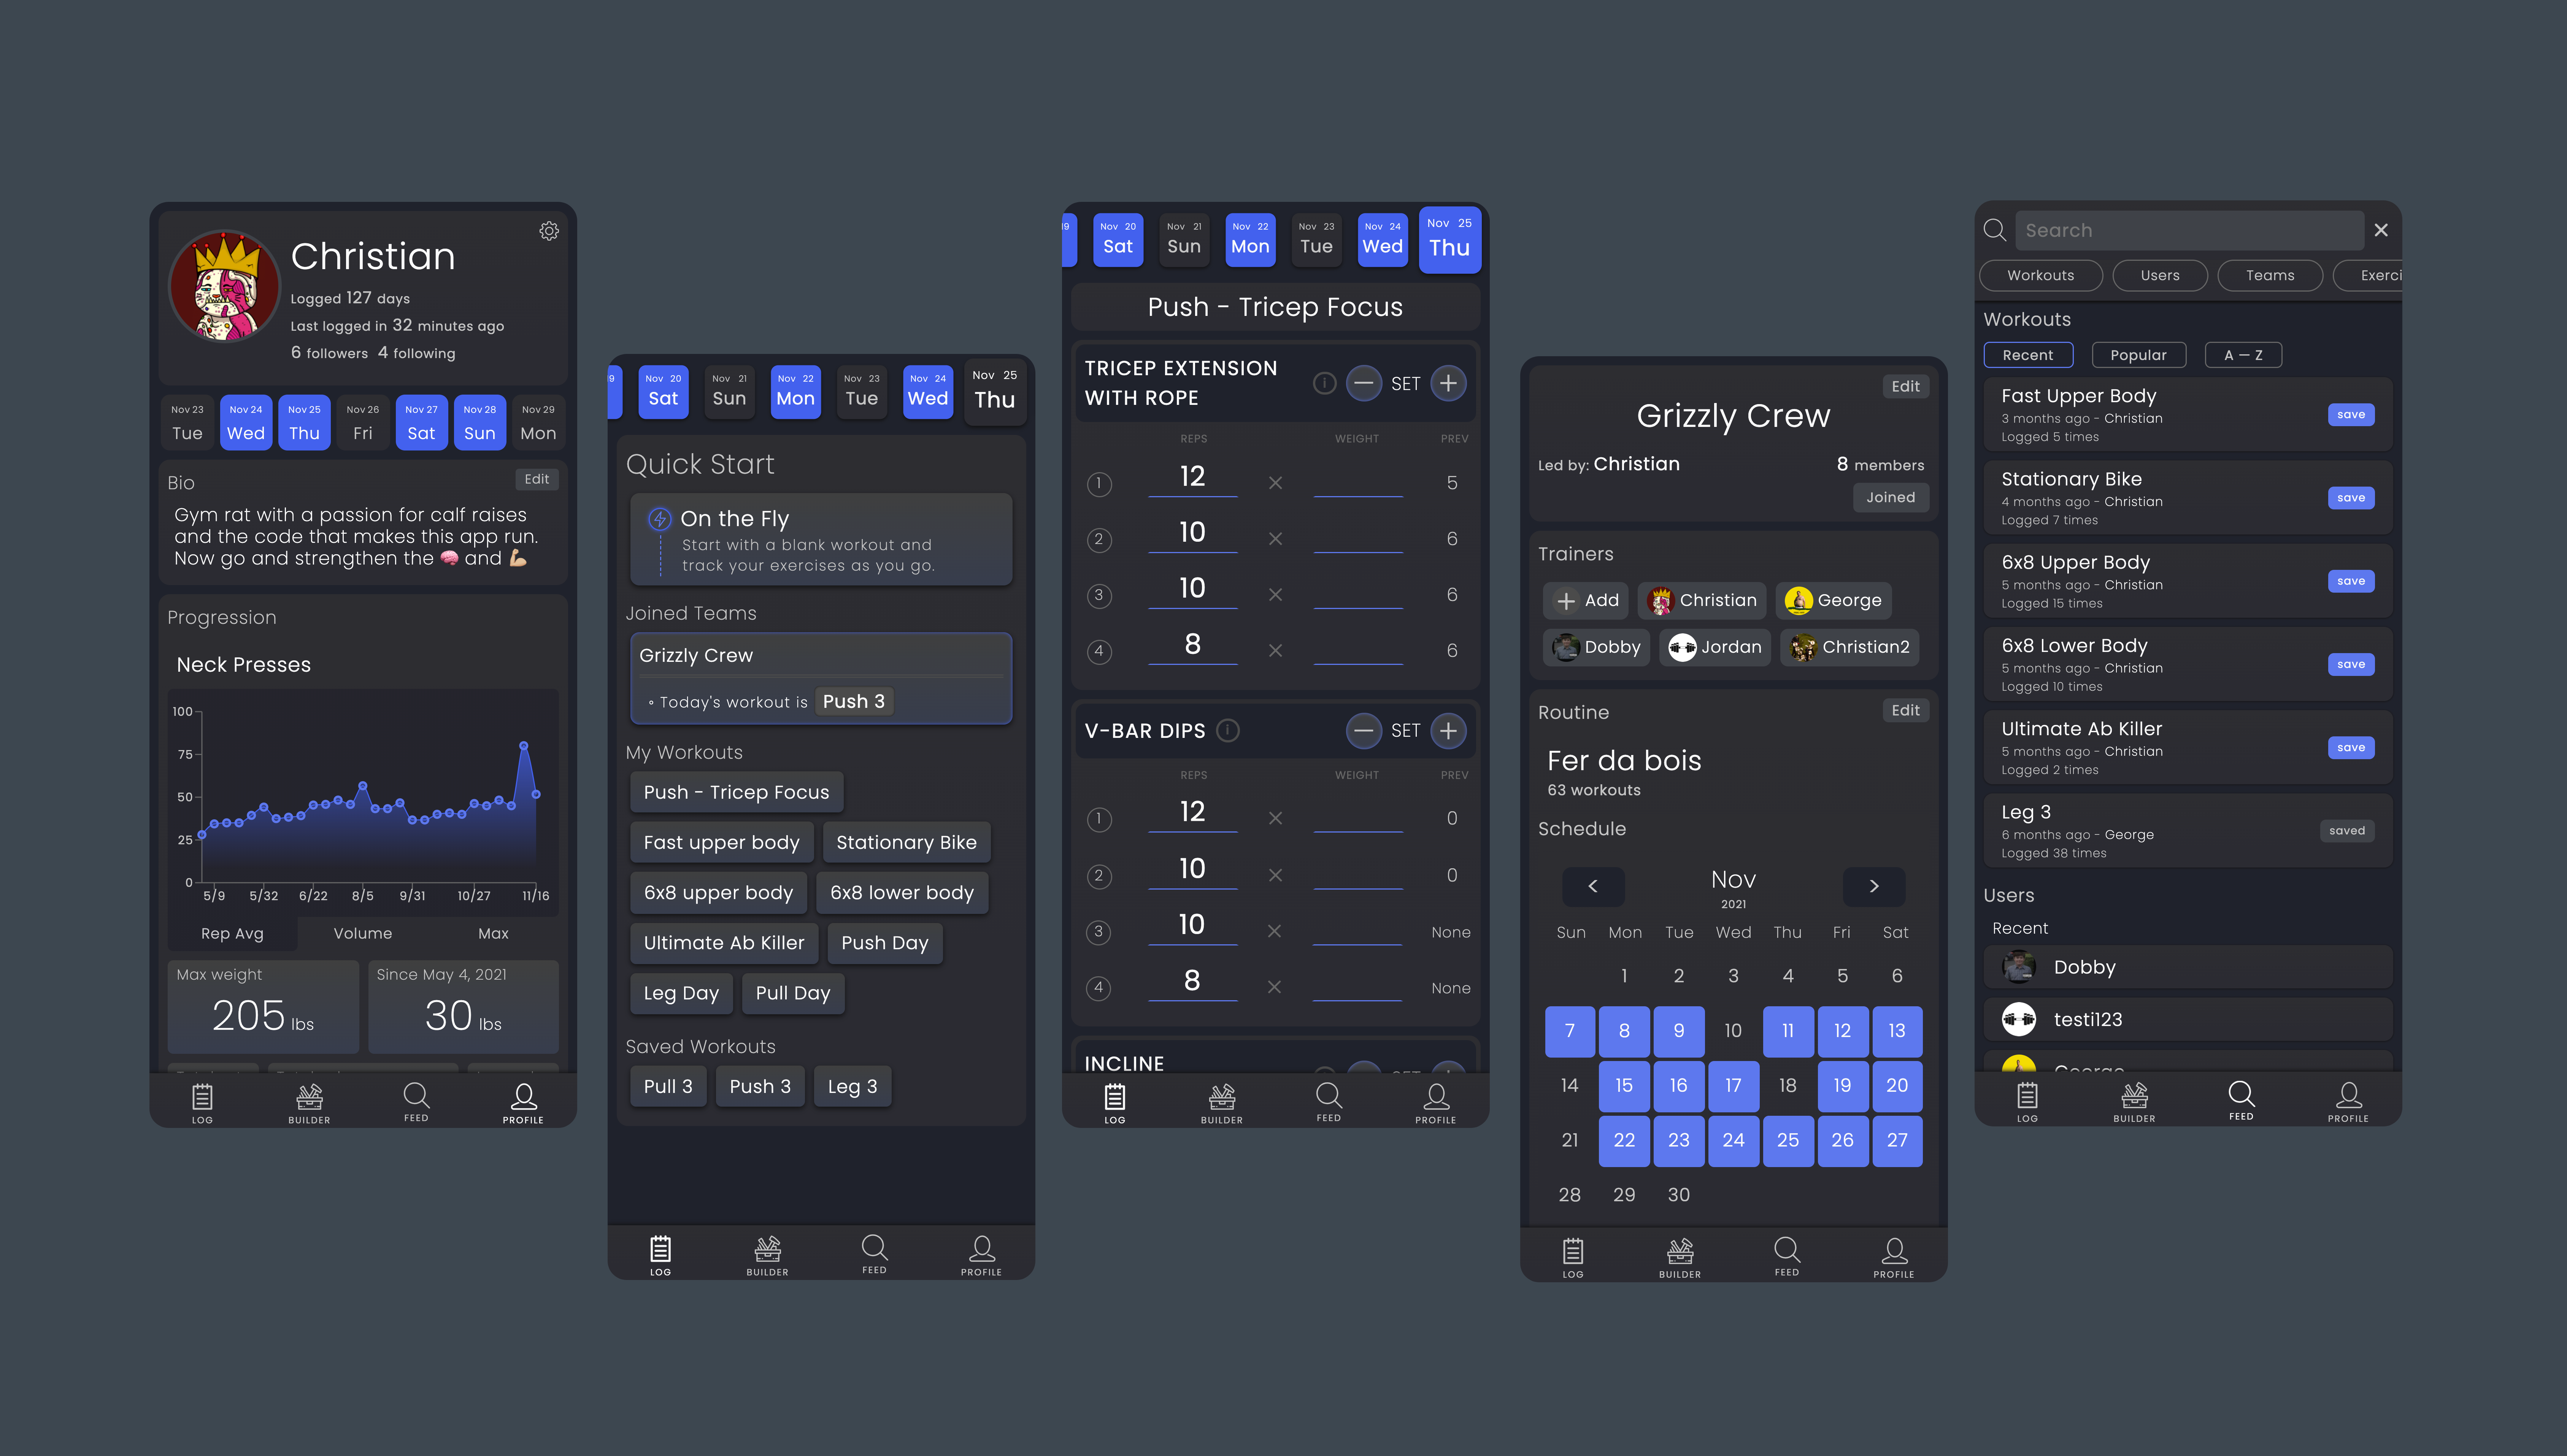 Christian
Logged 127 days
Last logged in 32 minutes ago
6 followers 4 following
Nov 23 Nov 24 Nov 25 Nov 26 Nov 27 Nov 28 Nov 29
Tue Wed Thu Fri Sat Sun Mon
Bio
Edit
Gym rat with a passion for calf raises
and the code that makes this app run.
Now go and strengthen the 🧠 and 💪🏼
Progression
Neck Presses
100
75
50
25
0
5/9 5/32 6/22 8/5 9/31 10/27 11/16
Rep Avg Volume Max
Max weight
205 lbs
Since May 4, 2021
30 lbs
LOG BUILDER FEED PROFILE
19 Nov 20 Nov 21 Nov 22 Nov 23 Nov 24 Nov 25
Sat Sun Mon Tue Wed Thu
Quick Start
On the Fly
Start with a blank workout and
track your exercises as you go.
Joined Teams
Grizzly Crew
• Today's workout is Push 3
My Workouts
Push - Tricep Focus
Fast upper body Stationary Bike
6x8 upper body 6x8 lower body
Ultimate Ab Killer Push Day
Leg Day Pull Day
Saved Workouts
Pull 3 Push 3 Leg 3
LOG BUILDER FEED PROFILE
19 Nov 20 Nov 21 Nov 22 Nov 23 Nov 24 Nov 25
Sat Sun Mon Tue Wed Thu
Push - Tricep Focus
TRICEP EXTENSION
WITH ROPE
i − SET +
REPS WEIGHT PREV
1 12 × 5
2 10 × 6
3 10 × 6
4 8 × 6
V-BAR DIPS i − SET +
REPS WEIGHT PREV
1 12 × 0
2 10 × 0
3 10 × None
4 8 × None
INCLINE
LOG BUILDER FEED PROFILE
Edit
Grizzly Crew
Led by: Christian 8 members
Joined
Trainers
+ Add Christian George
Dobby Jordan Christian2
Routine
Edit
Fer da bois
63 workouts
Schedule
< Nov >
2021
Sun Mon Tue Wed Thu Fri Sat
1 2 3 4 5 6
7 8 9 10 11 12 13
14 15 16 17 18 19 20
21 22 23 24 25 26 27
28 29 30
LOG BUILDER FEED PROFILE
Search ×
Workouts Users Teams Exerci
Workouts
Recent Popular A — Z
Fast Upper Body
3 months ago - Christian
Logged 5 times
save
Stationary Bike
4 months ago - Christian
Logged 7 times
save
6x8 Upper Body
5 months ago - Christian
Logged 15 times
save
6x8 Lower Body
5 months ago - Christian
Logged 10 times
save
Ultimate Ab Killer
5 months ago - Christian
Logged 2 times
save
Leg 3
6 months ago - George
Logged 38 times
saved
Users
Recent
Dobby
testi123
George
LOG BUILDER FEED PROFILE